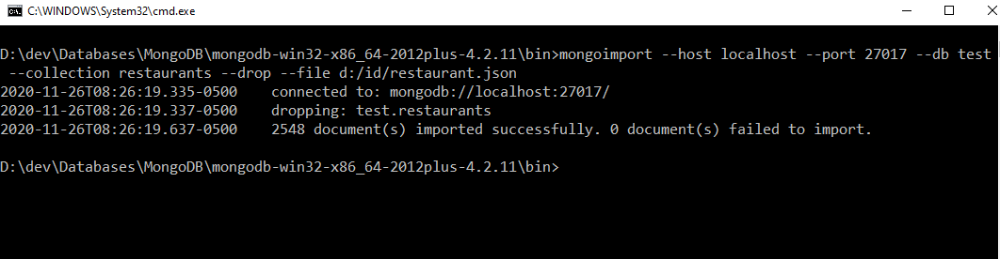 C:\WINDOWS\System32\cmd.exe
D:\dev\Databases\MongoDB\mongodb-win32-x86_64-2012plus-4.2.11\bin>mongoimport --host localhost --port 27017 --db test
--collection restaurants --drop --file d:/id/restaurant.json
2020-11-26T08:26:19.335-0500    connected to: mongodb://localhost:27017/
2020-11-26T08:26:19.337-0500    dropping: test.restaurants
2020-11-26T08:26:19.637-0500    2548 document(s) imported successfully. 0 document(s) failed to import.
D:\dev\Databases\MongoDB\mongodb-win32-x86_64-2012plus-4.2.11\bin>